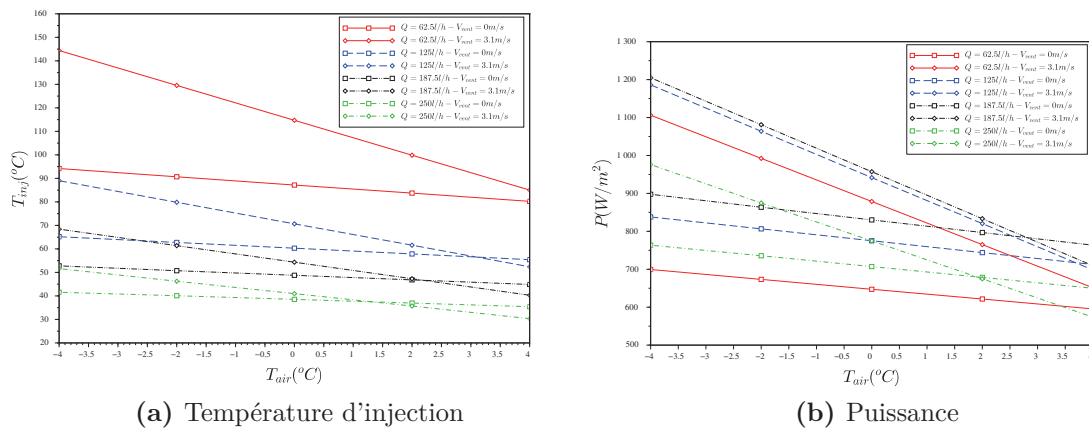 160
150
140
130
120
110
100
90
80
70
60
50
40
30
20
T_inj(°C)
−4 −3.5 −3 −2.5 −2 −1.5 −1 −0.5 0.0 0.5 1 1.5 2 2.5 3 3.5 4
T_air(°C)
Q = 62.5l/h − V_vent = 0m/s
Q = 62.5l/h − V_vent = 3.1m/s
Q = 125l/h − V_vent = 0m/s
Q = 125l/h − V_vent = 3.1m/s
Q = 187.5l/h − V_vent = 0m/s
Q = 187.5l/h − V_vent = 3.1m/s
Q = 250l/h − V_vent = 0m/s
Q = 250l/h − V_vent = 3.1m/s
(a) Température d'injection
1 300
1 200
1 100
1 000
900
800
700
600
500
P(W/m²)
−4 −3.5 −3 −2.5 −2 −1.5 −1 −0.5 0.0 0.5 1 1.5 2 2.5 3 3.5
T_air(°C)
Q = 62.5l/h − V_vent = 0m/s
Q = 62.5l/h − V_vent = 3.1m/s
Q = 125l/h − V_vent = 0m/s
Q = 125l/h − V_vent = 3.1m/s
Q = 187.5l/h − V_vent = 0m/s
Q = 187.5l/h − V_vent = 3.1m/s
Q = 250l/h − V_vent = 0m/s
Q = 250l/h − V_vent = 3.1m/s
(b) Puissance